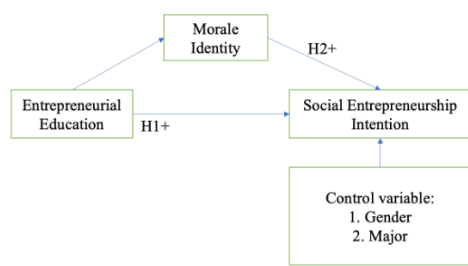 Morale
Identity
H2+
Entrepreneurial
Education
H1+
Social Entrepreneurship
Intention
Control variable:
1. Gender
2. Major